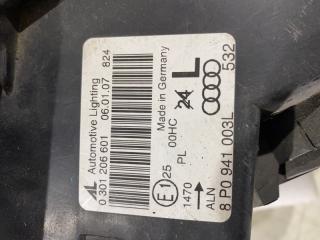 AL Automotive Lighting
0 301 206 601 06.01.07 824
Made in Germany
24 L
00HC
E1 25 PL
1470 →
ALN
8 P0 941 003L 532